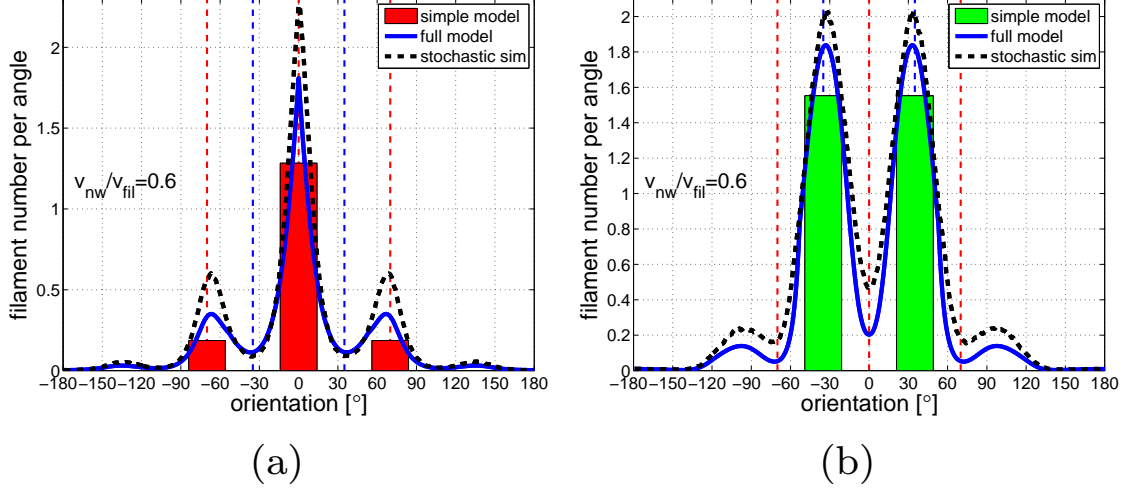 simple model
full model
stochastic sim
filament number per angle
2
1.5
1
0.5
0
v_nw/v_fil=0.6
−180 −150 −120 −90 −60 −30 0 30 60 90 120 150 180
orientation [°]
(a)
simple model
full model
stochastic sim
filament number per angle
2
1.8
1.6
1.4
1.2
1
0.8
0.6
0.4
0.2
0
v_nw/v_fil=0.6
−180 −150 −120 −90 −60 −30 0 30 60 90 120 150 180
orientation [°]
(b)